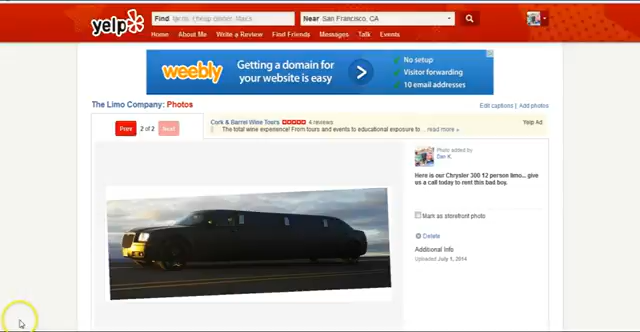 yelp
Find tacos, cheap dinner, Max's
Near San Francisco, CA
Home About Me Write a Review Find Friends Messages Talk Events
weebly
Getting a domain for
your website is easy
No setup
Visitor forwarding
10 email addresses
The Limo Company: Photos
Edit captions | Add photos
Prev 2 of 2 Next
Cork & Barrel Wine Tours 4 reviews
Yelp Ad
The total wine experience! From tours and events to educational exposure to… read more »
Photo added by
San K.
Here is our Chrysler 300 12 person limo... give
us a call today to rent this bad boy.
Mark as storefront photo
Delete
Additional Info
Uploaded July 1, 2014